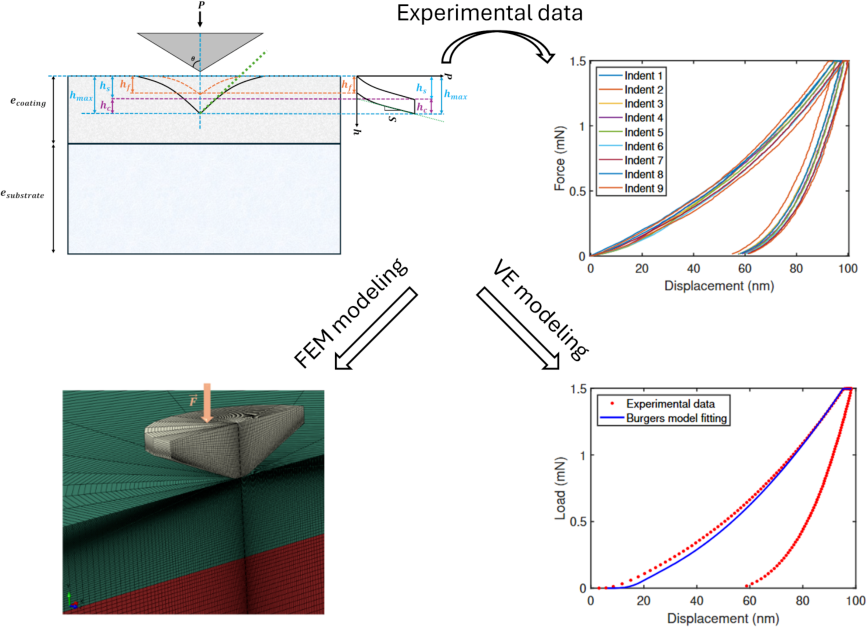 Experimental data
P
θ
h_f
h_s
h_max
h_c
e_coating
e_substrate
h_f
P
h_s
h_max
h_c
S
h
1.5
1
0.5
0
Force (mN)
Indent 1
Indent 2
Indent 3
Indent 4
Indent 5
Indent 6
Indent 7
Indent 8
Indent 9
0 20 40 60 80 100
Displacement (nm)
FEM modeling
VE modeling
F
1.5
1
0.5
0
Load (mN)
Experimental data
Burgers model fitting
0 20 40 60 80 100
Displacement (nm)